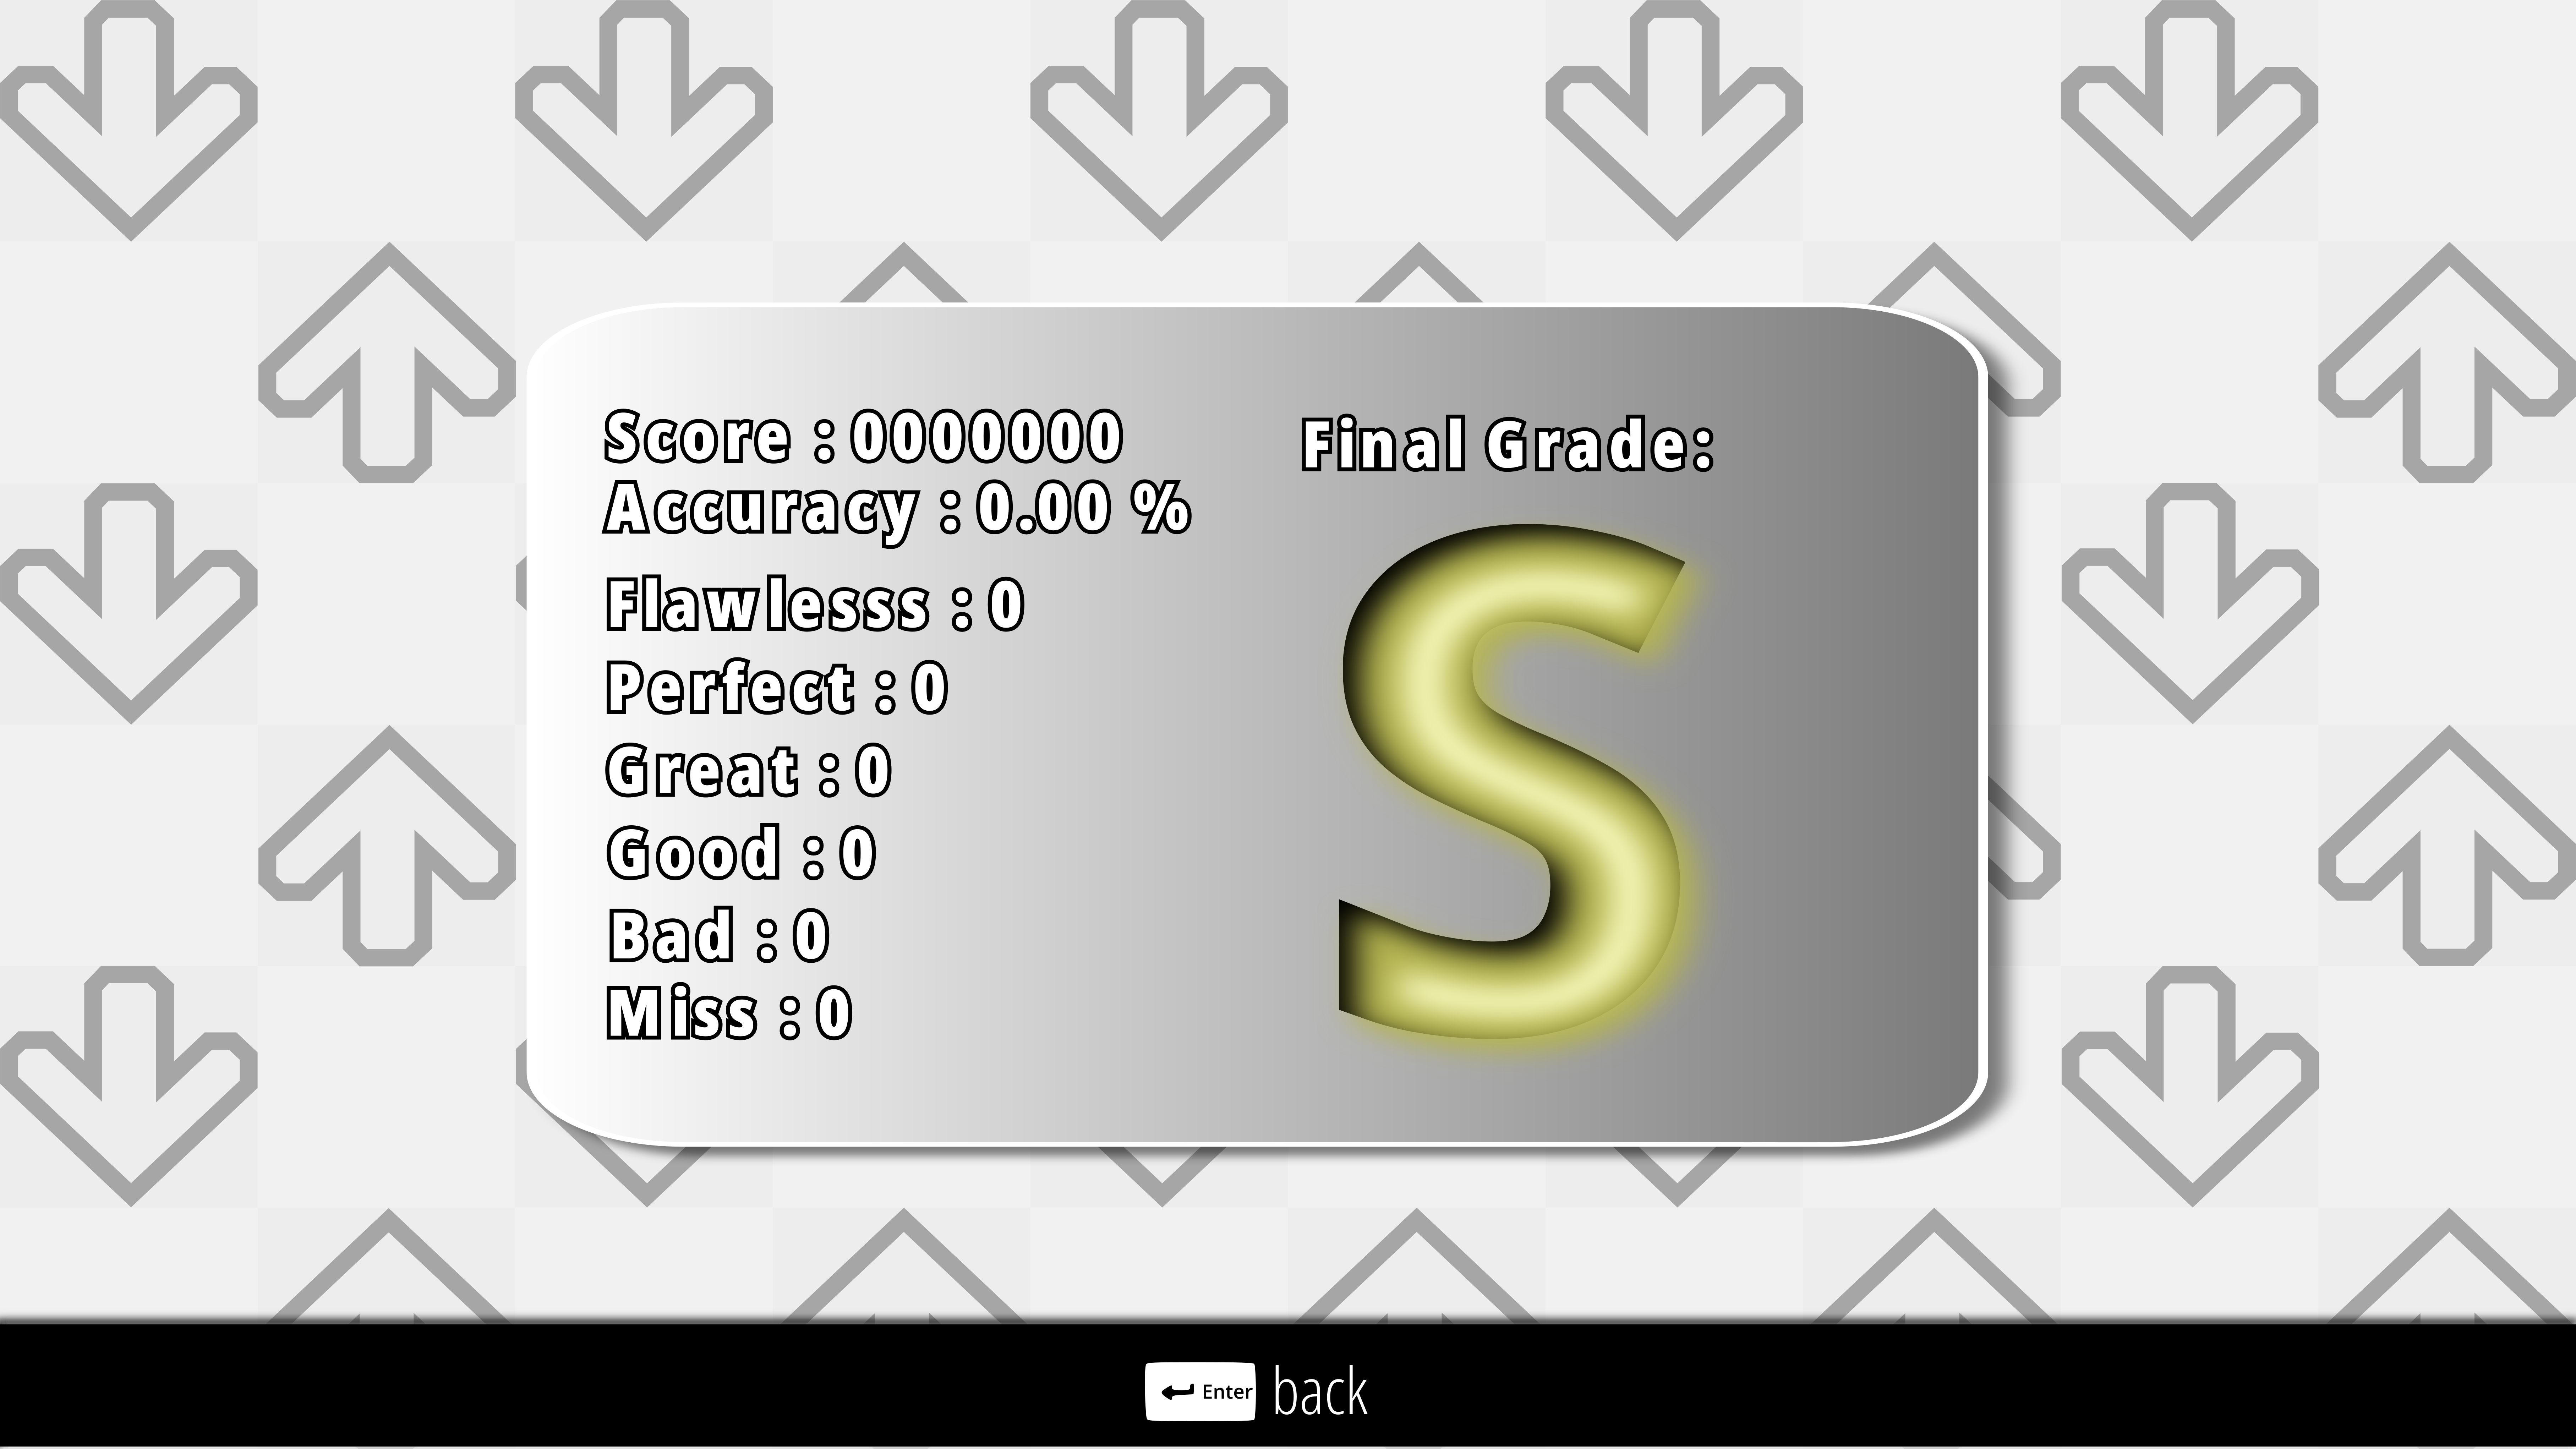 Score : 0000000
Accuracy : 0.00 %
Flawlesss : 0
Perfect : 0
Great : 0
Good : 0
Bad : 0
Miss : 0
Final Grade:
S
Enter back